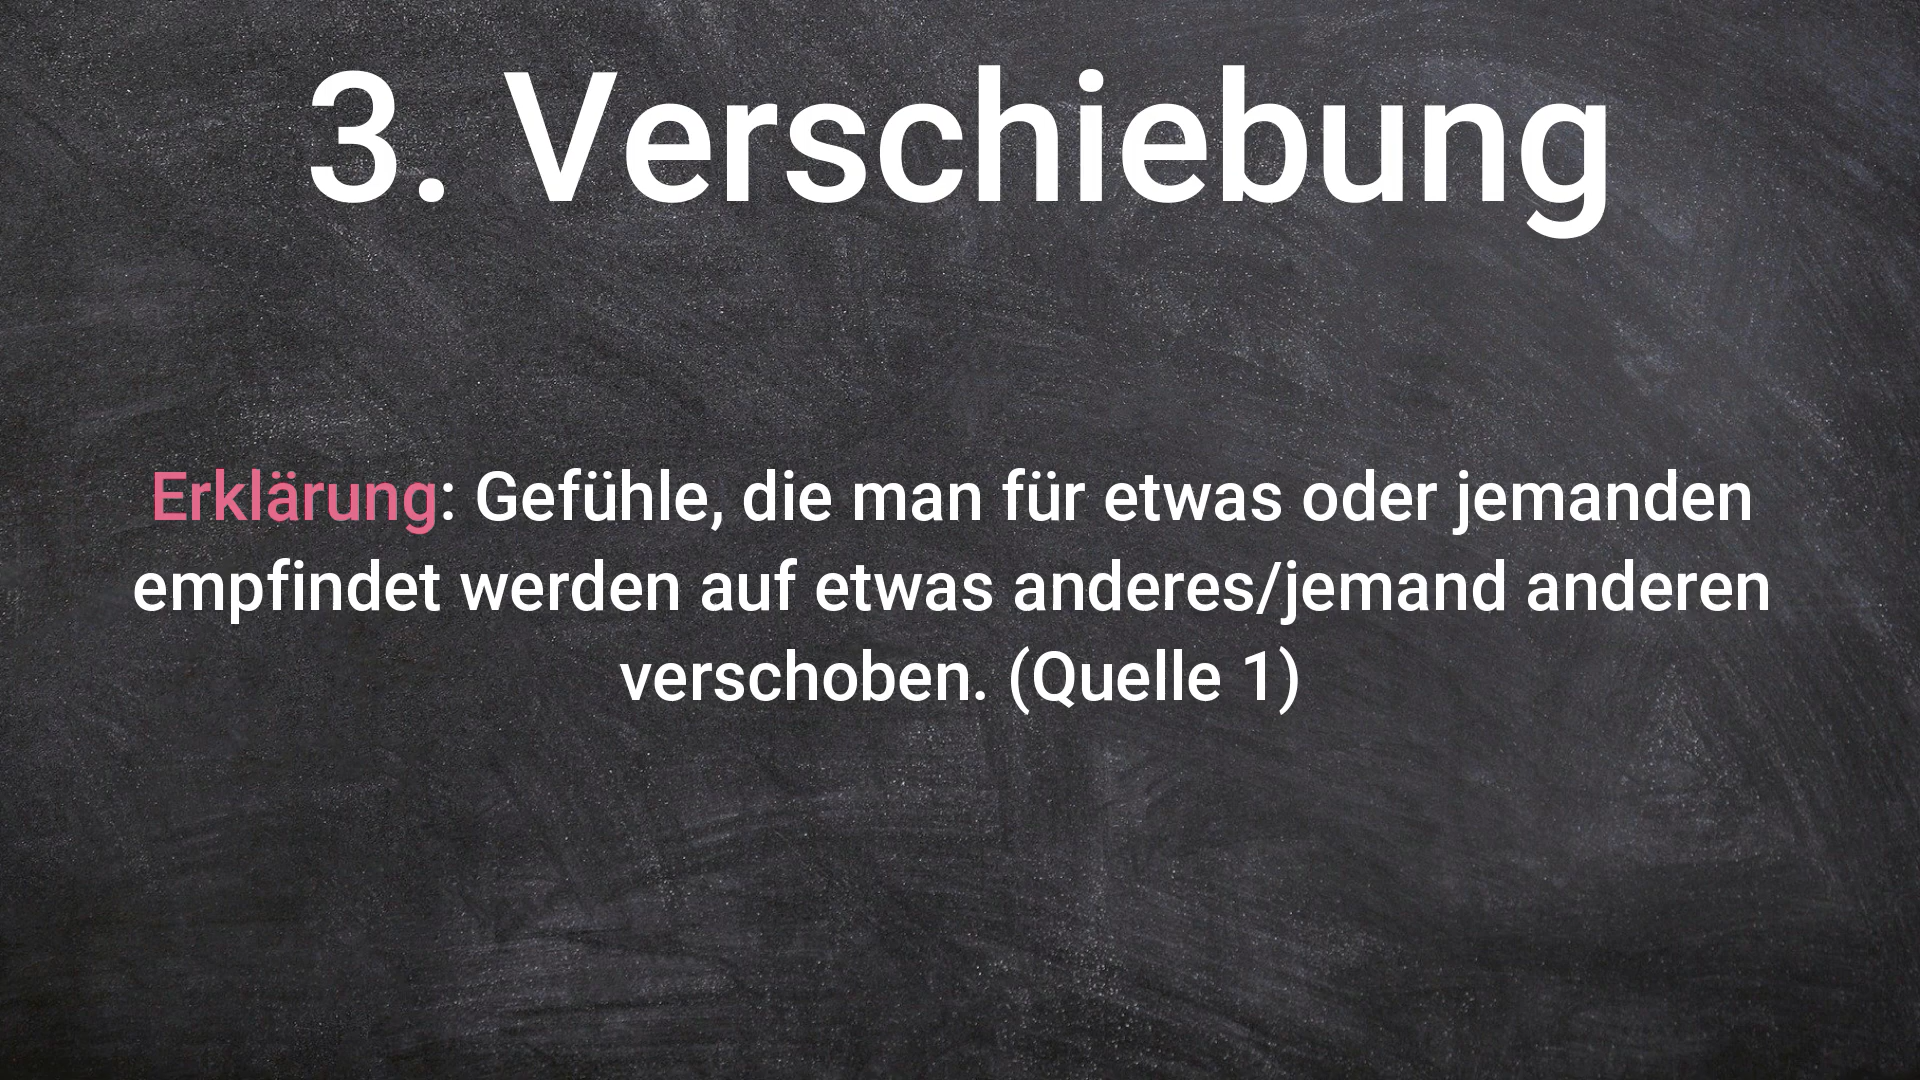 3. Verschiebung
Erklärung: Gefühle, die man für etwas oder jemanden
empfindet werden auf etwas anderes/jemand anderen
verschoben. (Quelle 1)